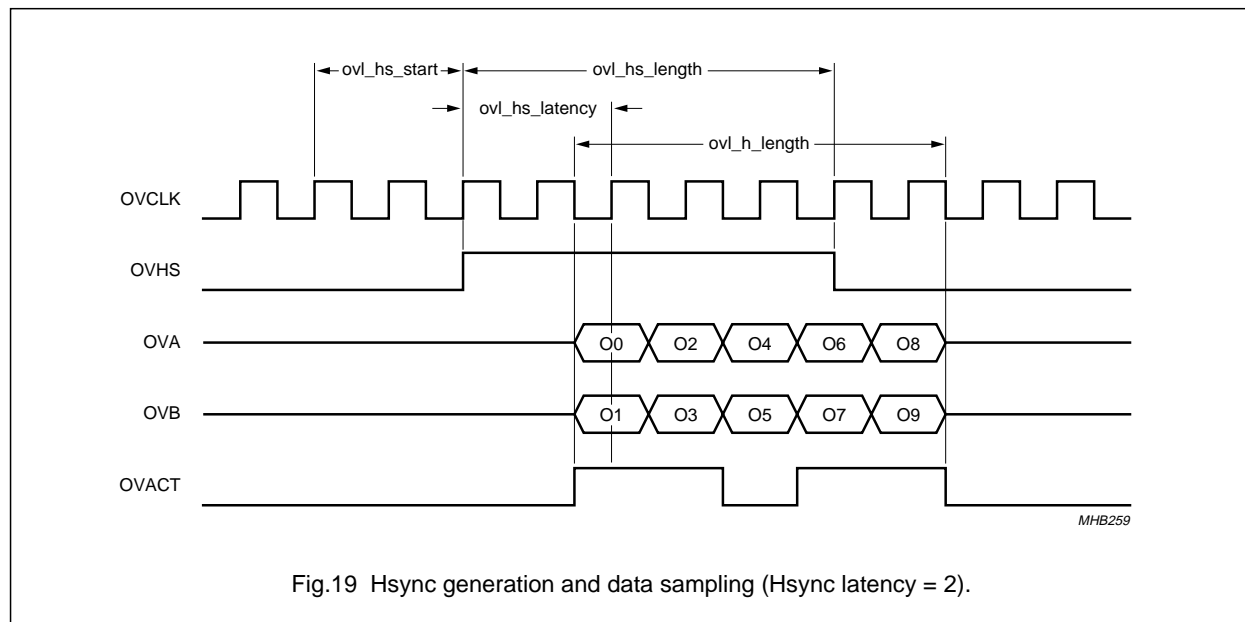 ovl_hs_start
ovl_hs_length
ovl_hs_latency
ovl_h_length
OVCLK
OVHS
OVA
O0 O2 O4 O6 O8
OVB
O1 O3 O5 O7 O9
OVACT
MHB259
Fig.19 Hsync generation and data sampling (Hsync latency = 2).